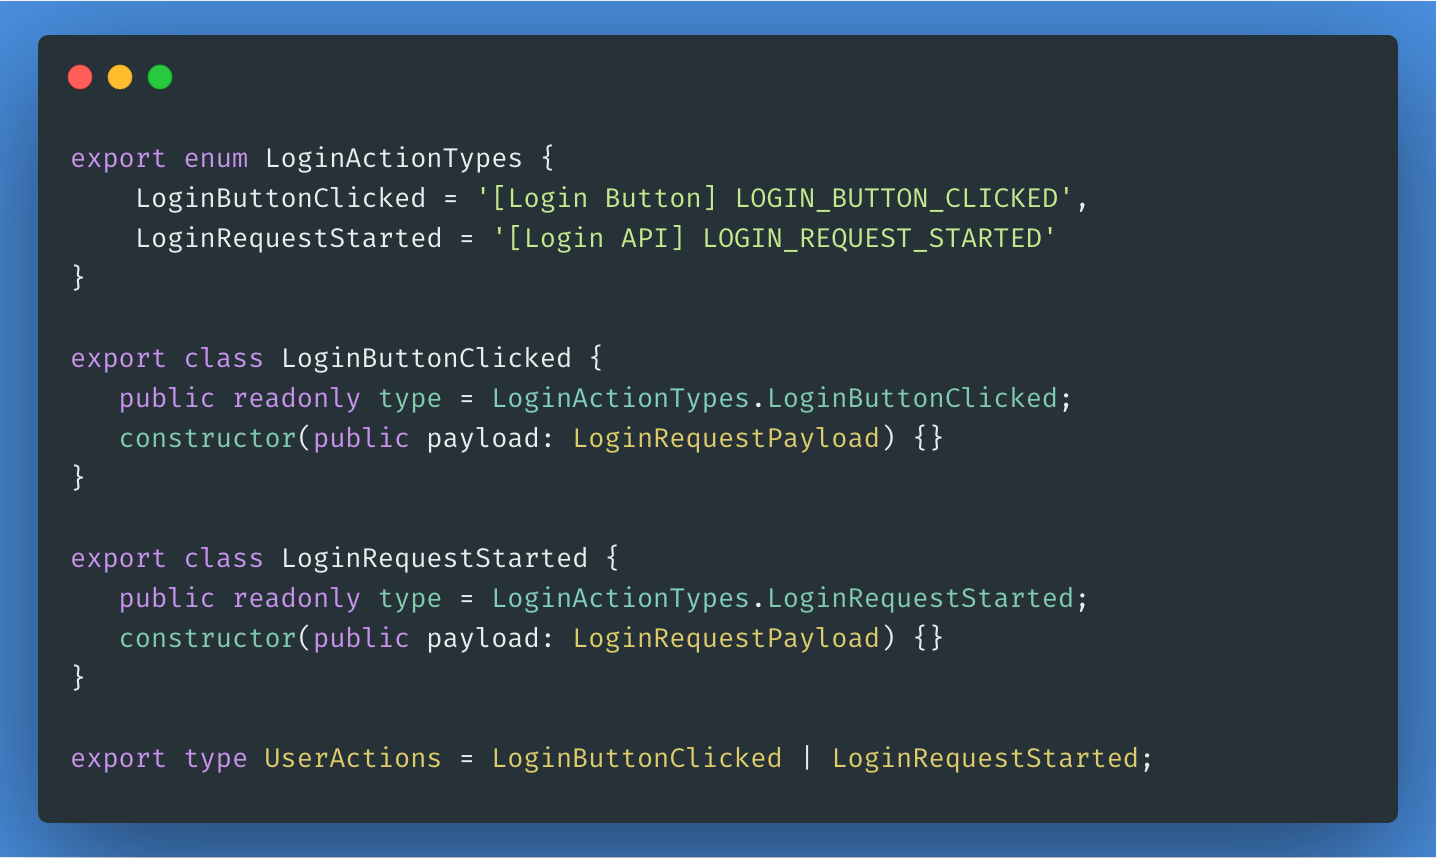 export enum LoginActionTypes {
    LoginButtonClicked = '[Login Button] LOGIN_BUTTON_CLICKED',
    LoginRequestStarted = '[Login API] LOGIN_REQUEST_STARTED'
}

export class LoginButtonClicked {
   public readonly type = LoginActionTypes.LoginButtonClicked;
   constructor(public payload: LoginRequestPayload) {}
}

export class LoginRequestStarted {
   public readonly type = LoginActionTypes.LoginRequestStarted;
   constructor(public payload: LoginRequestPayload) {}
}

export type UserActions = LoginButtonClicked | LoginRequestStarted;